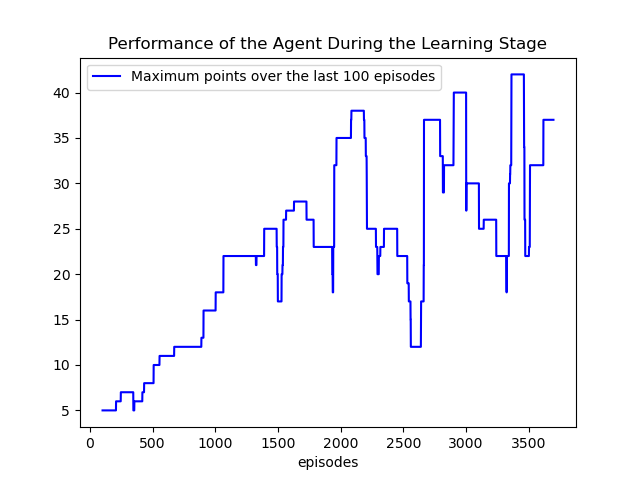 Performance of the Agent During the Learning Stage
Maximum points over the last 100 episodes
40
35
30
25
20
15
10
5
0 500 1000 1500 2000 2500 3000 3500
episodes